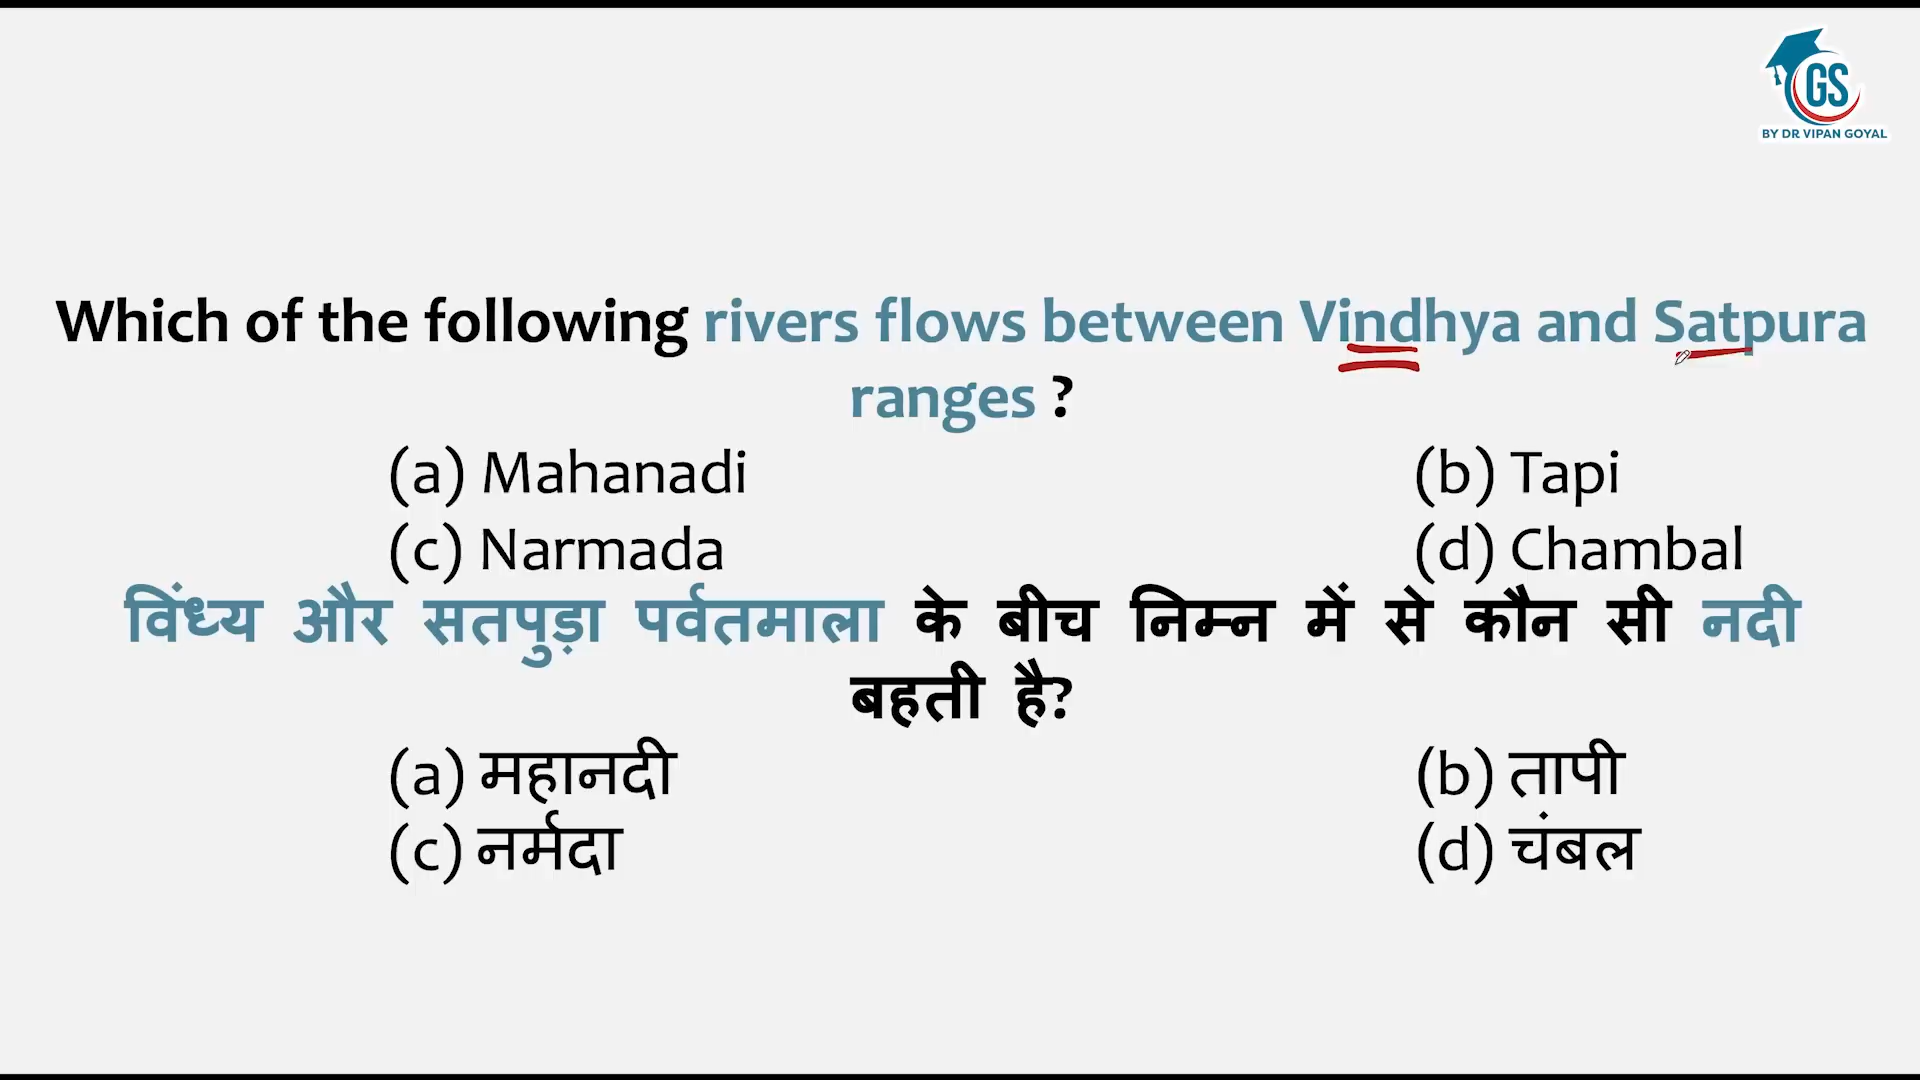 GS
BY DR VIPAN GOYAL
Which of the following rivers flows between Vindhya and Satpura
ranges ?
(a) Mahanadi (b) Tapi
(c) Narmada (d) Chambal
विंध्य और सतपुड़ा पर्वतमाला के बीच निम्न में से कौन सी नदी
बहती है?
(a) महानदी (b) तापी
(c) नर्मदा (d) चंबल